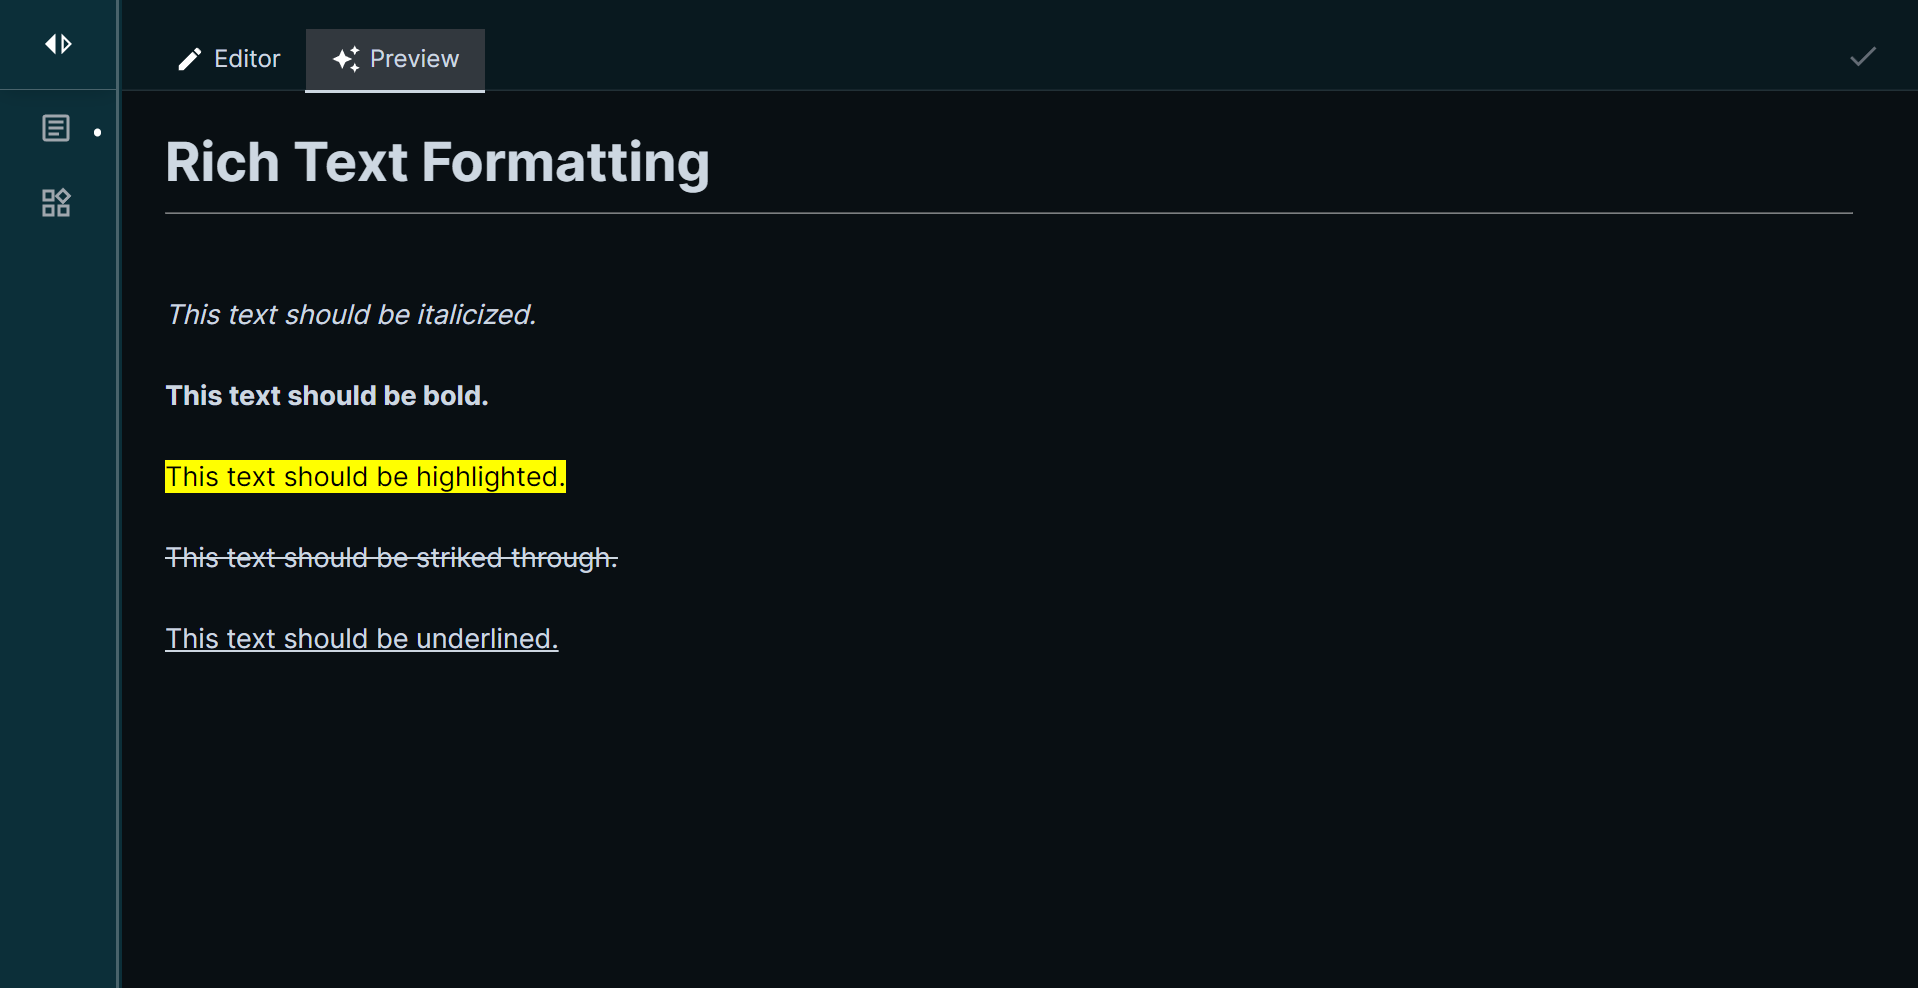 Editor
Preview
Rich Text Formatting
This text should be italicized.
This text should be bold.
This text should be highlighted.
This text should be striked through.
This text should be underlined.